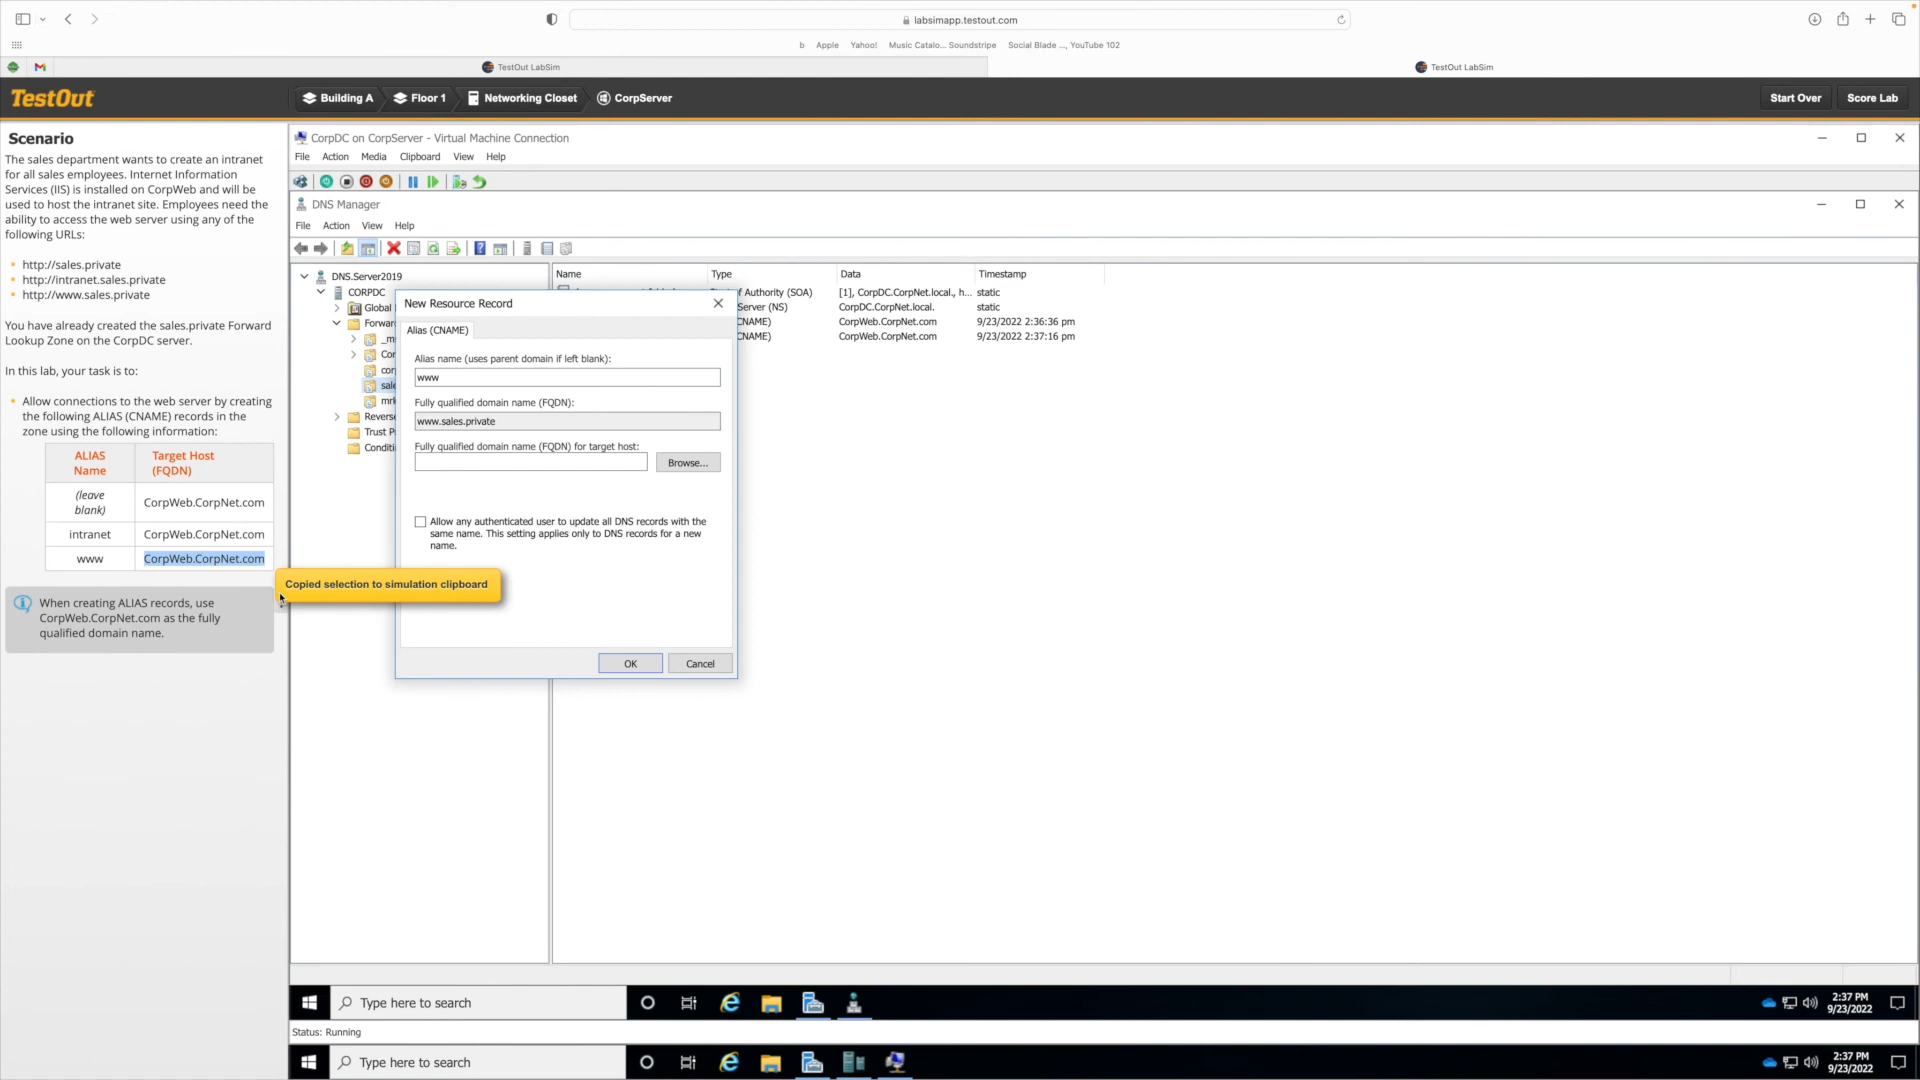 labsimapp.testout.com
b Apple Yahoo! Music Catalo... Soundstripe Social Blade ..., YouTube 102
TestOut LabSim
TestOut LabSim
TestOut
Building A
Floor 1
Networking Closet
CorpServer
Start Over
Score Lab
Scenario
The sales department wants to create an intranet
for all sales employees. Internet Information
Services (IIS) is installed on CorpWeb and will be
used to host the intranet site. Employees need the
ability to access the web server using any of the
following URLs:
http://sales.private
http://intranet.sales.private
http://www.sales.private
You have already created the sales.private Forward
Lookup Zone on the CorpDC server.
In this lab, your task is to:
Allow connections to the web server by creating
the following ALIAS (CNAME) records in the
zone using the following information:
ALIAS
Name
Target Host
(FQDN)
(leave
blank)
CorpWeb.CorpNet.com
intranet CorpWeb.CorpNet.com
www CorpWeb.CorpNet.com
When creating ALIAS records, use
CorpWeb.CorpNet.com as the fully
qualified domain name.
Copied selection to simulation clipboard
CorpDC on CorpServer - Virtual Machine Connection
File Action Media Clipboard View Help
DNS Manager
File Action View Help
DNS.Server2019
CORPDC
Global
Forwar
_m
Cor
cor
sale
mrk
Reverse
Trust P
Conditi
Name Type Data Timestamp
f Authority (SOA) [1], CorpDC.CorpNet.local., h... static
erver (NS) CorpDC.CorpNet.local. static
CNAME) CorpWeb.CorpNet.com 9/23/2022 2:36:36 pm
CNAME) CorpWeb.CorpNet.com 9/23/2022 2:37:16 pm
New Resource Record
Alias (CNAME)
Alias name (uses parent domain if left blank):
www
Fully qualified domain name (FQDN):
www.sales.private
Fully qualified domain name (FQDN) for target host:
Browse...
Allow any authenticated user to update all DNS records with the
same name. This setting applies only to DNS records for a new
name.
OK
Cancel
Type here to search
2:37 PM
9/23/2022
Status: Running
Type here to search
2:37 PM
9/23/2022